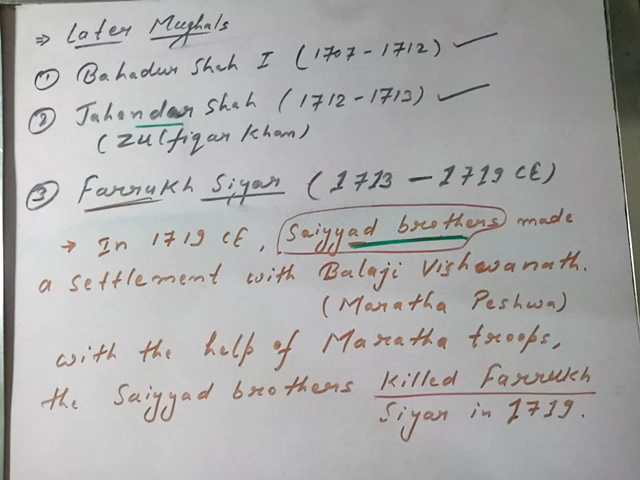 ⇒ Later Mughals
① Bahadur Shah I (1707-1712) ✓
② Jahandar Shah (1712-1713) ✓
(Zulfiqar Khan)
③ Farrukh Siyar (1713 - 1719 CE)
→ In 1719 CE, Saiyyad brothers made
a settlement with Balaji Vishwanath.
(Maratha Peshwa)
with the help of Maratha troops,
the Saiyyad brothers killed Farrukh
Siyar in 1719.